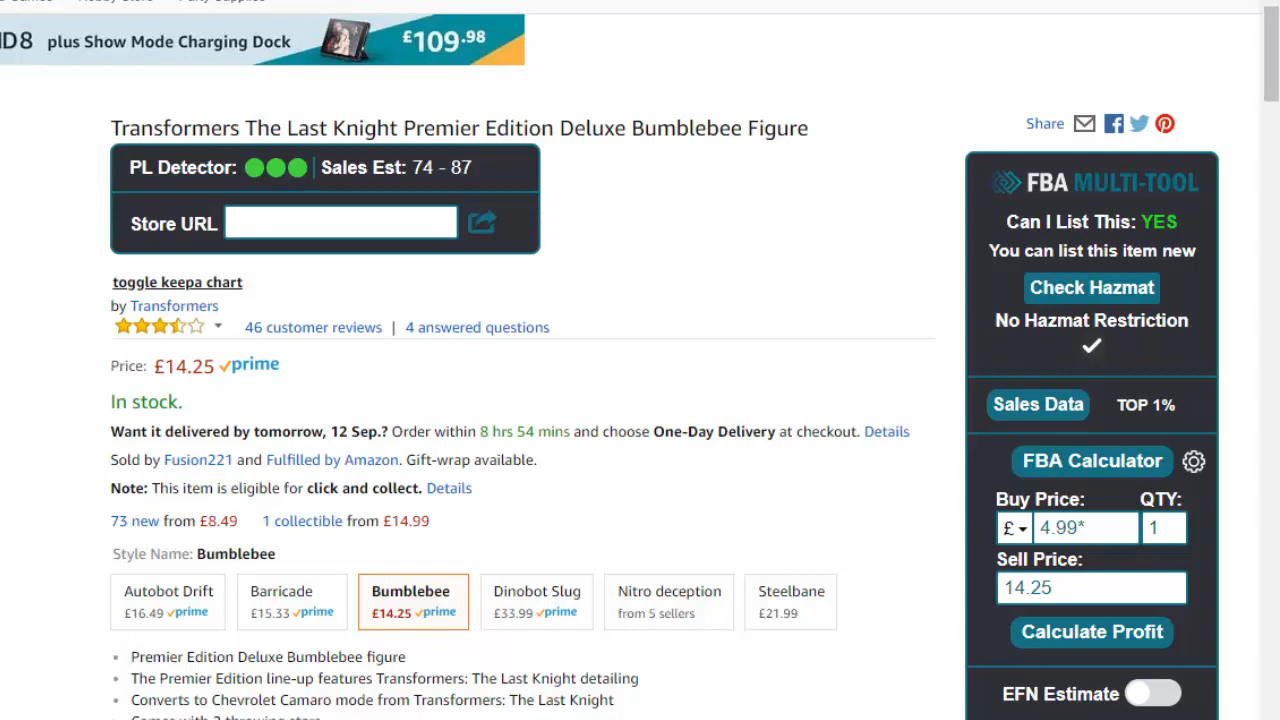 Hobby Store
Party Supplies
HD8 plus Show Mode Charging Dock £109.98
Transformers The Last Knight Premier Edition Deluxe Bumblebee Figure
Share
PL Detector: Sales Est: 74 - 87
Store URL
toggle keepa chart
by Transformers
46 customer reviews | 4 answered questions
Price: £14.25 prime
In stock.
Want it delivered by tomorrow, 12 Sep.? Order within 8 hrs 54 mins and choose One-Day Delivery at checkout. Details
Sold by Fusion221 and Fulfilled by Amazon. Gift-wrap available.
Note: This item is eligible for click and collect. Details
73 new from £8.49 1 collectible from £14.99
Style Name: Bumblebee
Autobot Drift
£16.49 prime
Barricade
£15.33 prime
Bumblebee
£14.25 prime
Dinobot Slug
£33.99 prime
Nitro deception
from 5 sellers
Steelbane
£21.99
Premier Edition Deluxe Bumblebee figure
The Premier Edition line-up features Transformers: The Last Knight detailing
Converts to Chevrolet Camaro mode from Transformers: The Last Knight
FBA MULTI-TOOL
Can I List This: YES
You can list this item new
Check Hazmat
No Hazmat Restriction
Sales Data TOP 1%
FBA Calculator
Buy Price: QTY:
£ 4.99* 1
Sell Price:
14.25
Calculate Profit
EFN Estimate